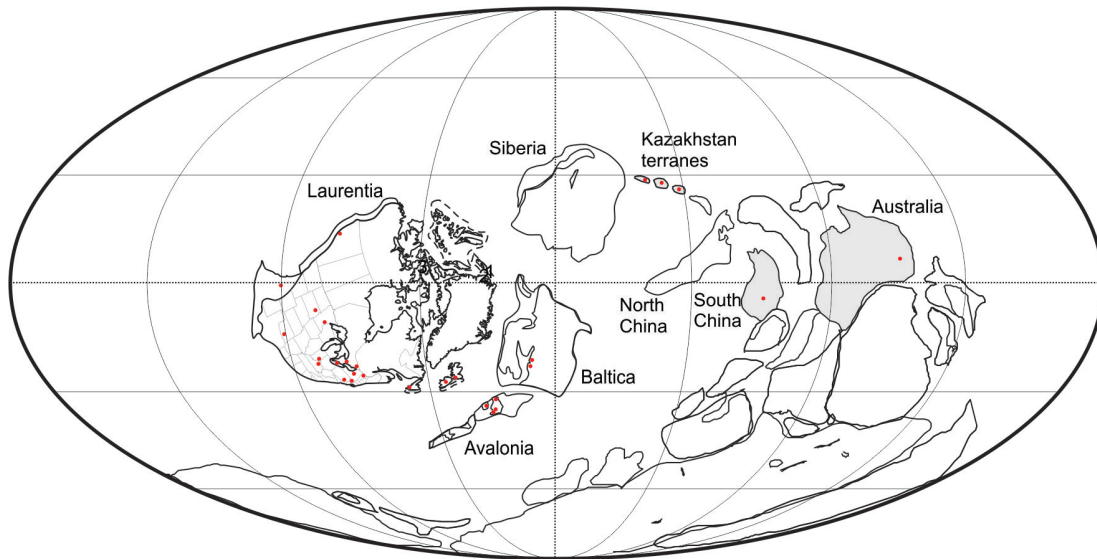 Siberia
Kazakhstan
terranes
Laurentia
Australia
North
China
South
China
Baltica
Avalonia